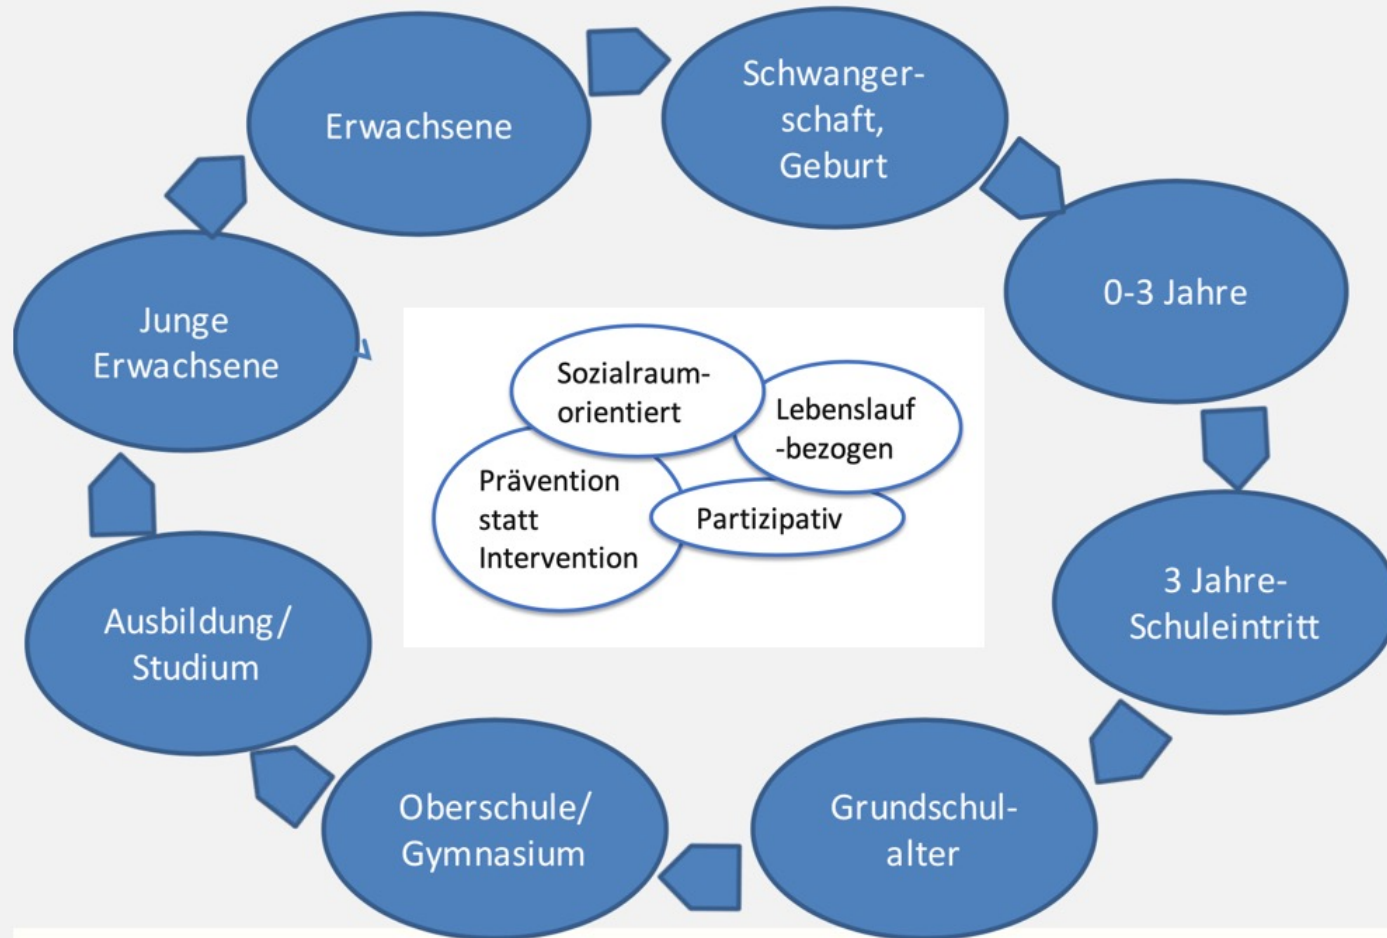 Erwachsene
Schwanger-
schaft,
Geburt
0-3 Jahre
3 Jahre-
Schuleintritt
Grundschul-
alter
Oberschule/
Gymnasium
Ausbildung/
Studium
Junge
Erwachsene
Sozialraum-
orientiert
Lebenslauf
-bezogen
Prävention
statt
Intervention
Partizipativ